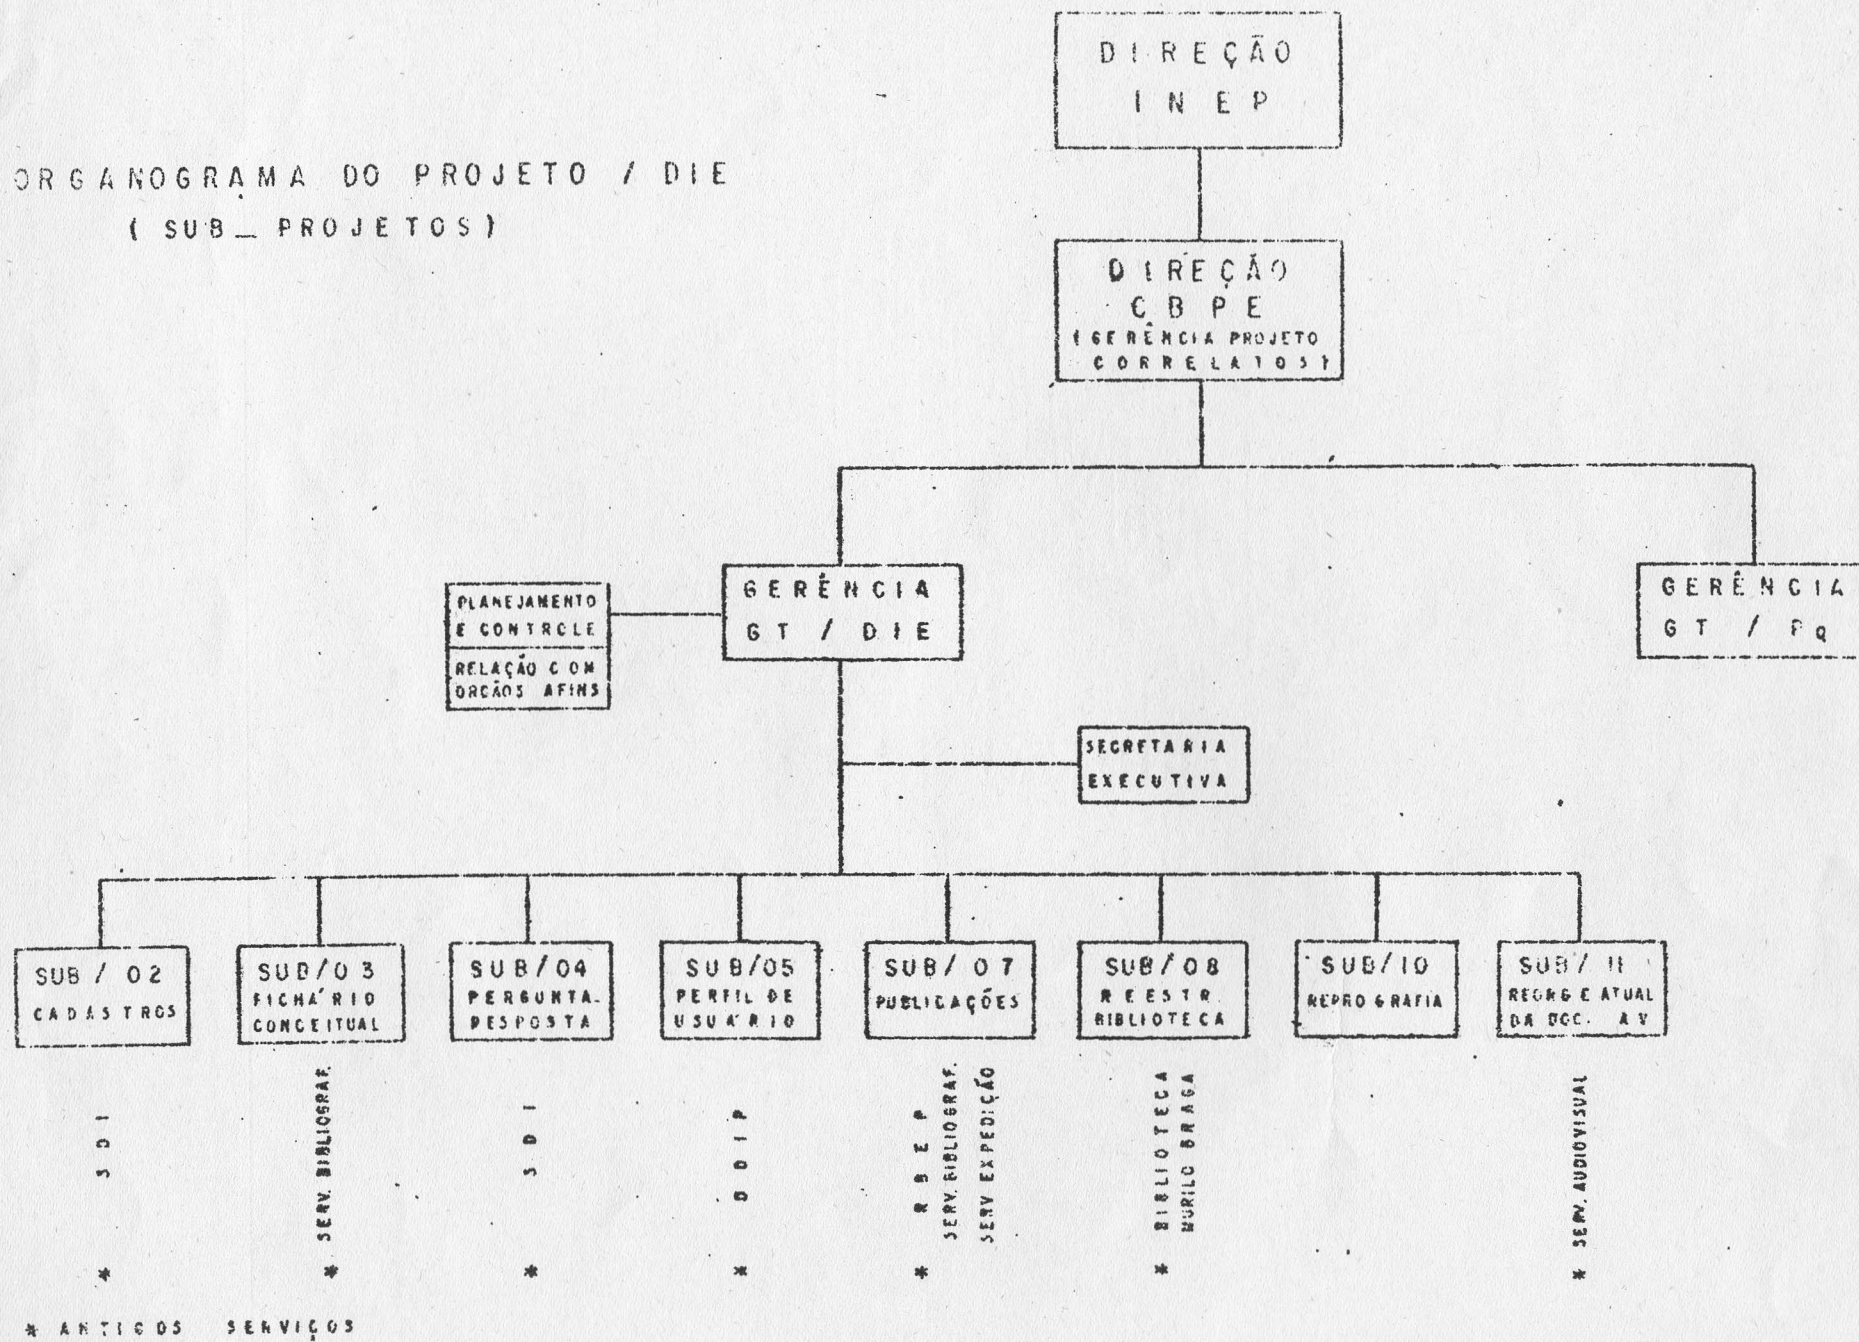 DIREÇÃO
INEP
ORGANOGRAMA DO PROJETO / DIE
( SUB_ PROJETOS )
DIREÇÃO
CBPE
( GERÊNCIA PROJETO
CORRELATOS )
GERÊNCIA
GT / DIE
GERÊNCIA
GT / PQ
PLANEJAMENTO
E CONTROLE
RELAÇÃO COM
ORGÃOS AFINS
SECRETARIA
EXECUTIVA
SUB / 02
CADASTROS
SUB/03
FICHÁRIO
CONCEITUAL
SUB/04
PERGUNTA-
RESPOSTA
SUB/05
PERFIL DE
USUÁRIO
SUB/ 07
PUBLICAÇÕES
SUB/08
REESTR.
BIBLIOTECA
SUB/10
REPROGRAFIA
SUB/ 11
REORG E ATUAL
DA DOC. AV
* SDI
* SERV. BIBLIOGRAF.
* SDI
* DDIP
* RBEP
SERV. BIBLIOGRAF.
SERV EXPEDIÇÃO
* BIBLIOTECA
MURILO BRAGA
* SERV. AUDIOVISUAL
* ANTIGOS SERVIÇOS